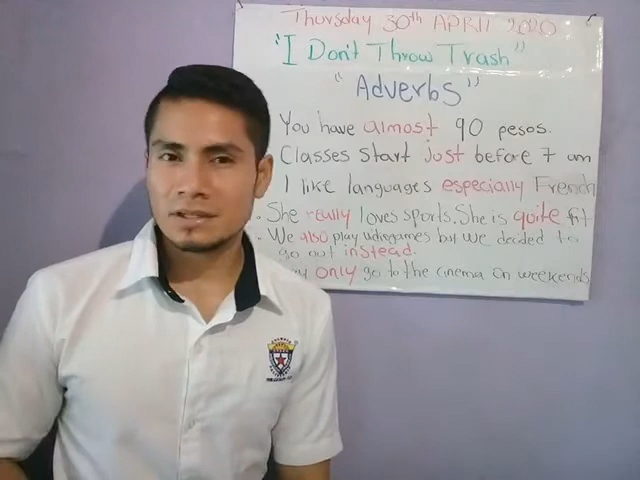 Thursday 30th APRIL 2020
"I Don't Throw Trash"
"Adverbs"
You have almost 90 pesos.
Classes start just before 7 am
I like languages especially French
. She really loves sports. She is quite fit
. We also play videogames but we decided to
go out instead.
only go to the cinema on weekends